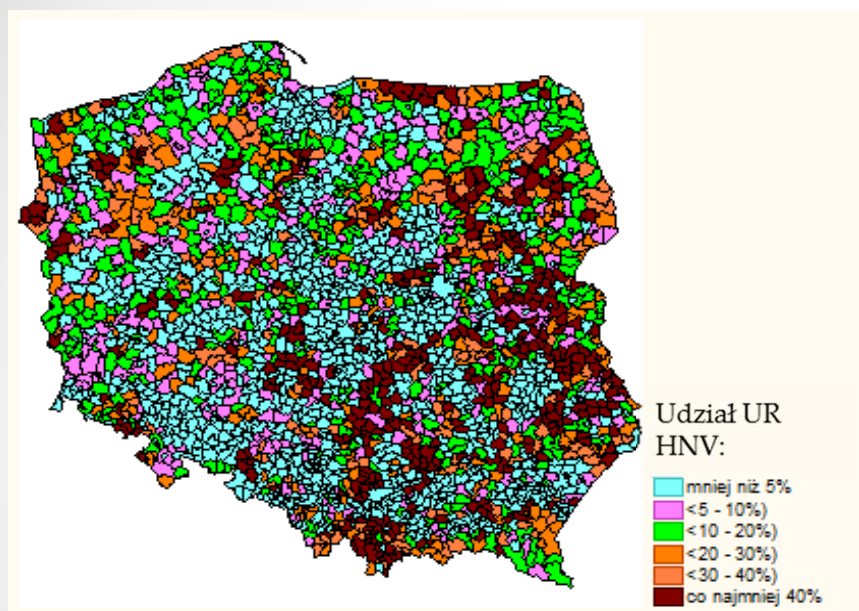 Udział UR
HNV:
mniej niż 5%
<5 - 10%)
<10 - 20%)
<20 - 30%)
<30 - 40%)
co najmniej 40%